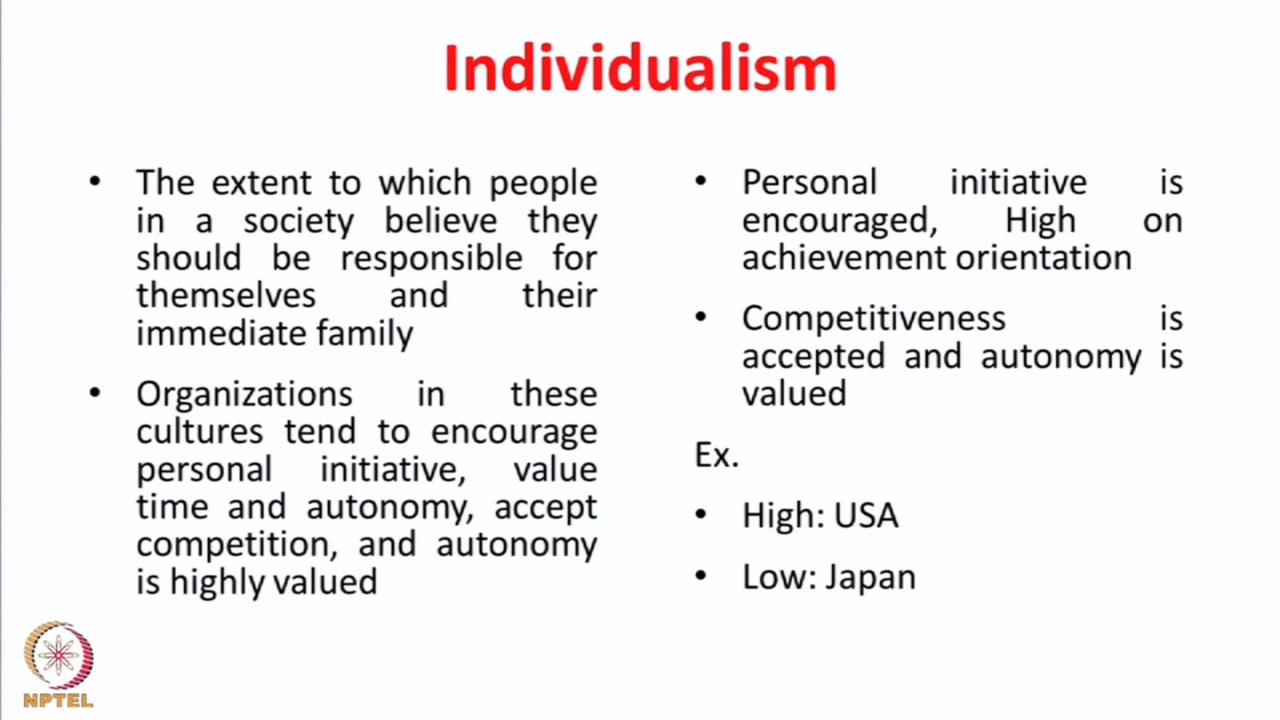 Individualism
• The extent to which people
in a society believe they
should be responsible for
themselves and their
immediate family
• Organizations in these
cultures tend to encourage
personal initiative, value
time and autonomy, accept
competition, and autonomy
is highly valued
• Personal initiative is
encouraged, High on
achievement orientation
• Competitiveness is
accepted and autonomy is
valued
Ex.
• High: USA
• Low: Japan
NPTEL